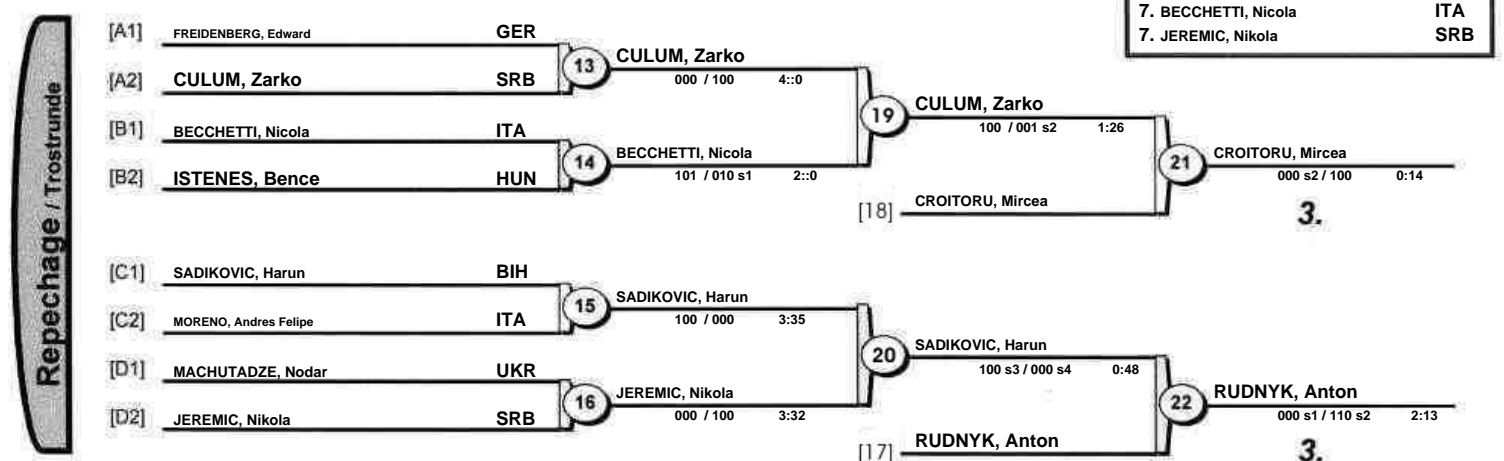 7. BECCHETTI, Nicola ITA
7. JEREMIC, Nikola SRB
Repechage / Trostrunde
[A1] FREIDENBERG, Edward GER
[A2] CULUM, Zarko SRB
13
CULUM, Zarko
000 / 100 4::0
[B1] BECCHETTI, Nicola ITA
[B2] ISTENES, Bence HUN
14
BECCHETTI, Nicola
101 / 010 s1 2::0
19
CULUM, Zarko
100 / 001 s2 1:26
[18] CROITORU, Mircea
21
CROITORU, Mircea
000 s2 / 100 0:14
3.
[C1] SADIKOVIC, Harun BIH
[C2] MORENO, Andres Felipe ITA
15
SADIKOVIC, Harun
100 / 000 3:35
[D1] MACHUTADZE, Nodar UKR
[D2] JEREMIC, Nikola SRB
16
JEREMIC, Nikola
000 / 100 3:32
20
SADIKOVIC, Harun
100 s3 / 000 s4 0:48
[17] RUDNYK, Anton
22
RUDNYK, Anton
000 s1 / 110 s2 2:13
3.